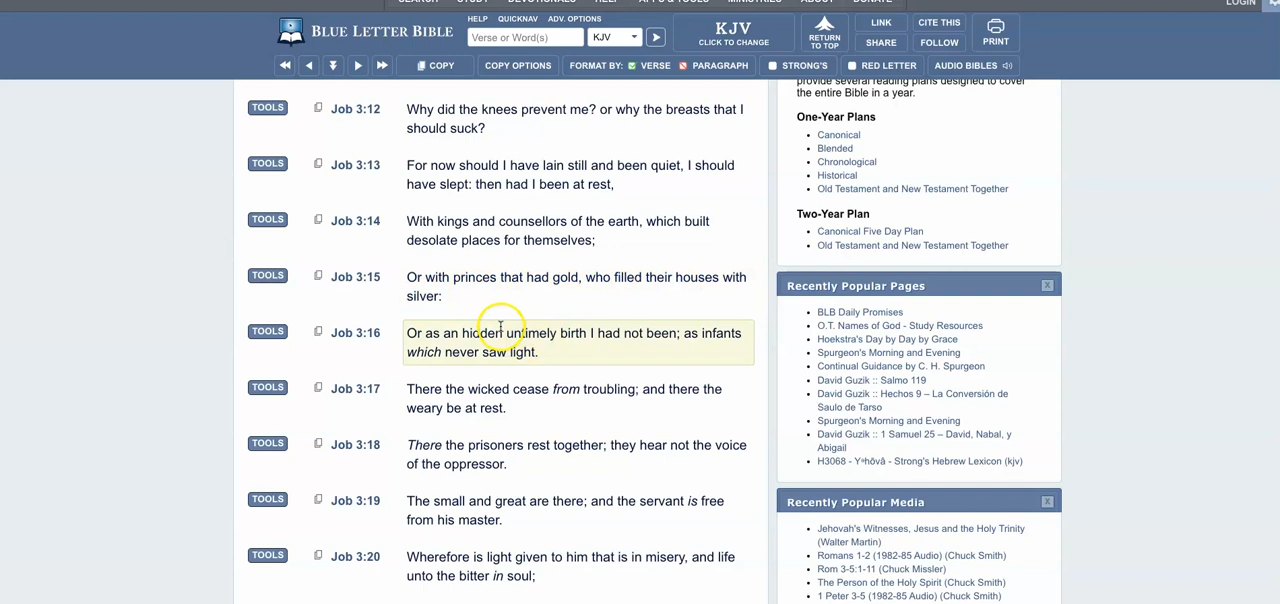 SEARCH STUDY DEVOTIONALS HELP APPS & TOOLS MINISTRIES ABOUT DONATE
LOGIN
BLUE LETTER BIBLE
HELP QUICKNAV ADV. OPTIONS
Verse or Word(s)
KJV
KJV
CLICK TO CHANGE
RETURN
TO TOP
LINK
CITE THIS
SHARE
FOLLOW
PRINT
COPY
COPY OPTIONS
FORMAT BY: VERSE PARAGRAPH
STRONG'S
RED LETTER
AUDIO BIBLES
TOOLS Job 3:12 Why did the knees prevent me? or why the breasts that I
should suck?
TOOLS Job 3:13 For now should I have lain still and been quiet, I should
have slept: then had I been at rest,
TOOLS Job 3:14 With kings and counsellors of the earth, which built
desolate places for themselves;
TOOLS Job 3:15 Or with princes that had gold, who filled their houses with
silver:
TOOLS Job 3:16 Or as an hidden untimely birth I had not been; as infants
which never saw light.
TOOLS Job 3:17 There the wicked cease from troubling; and there the
weary be at rest.
TOOLS Job 3:18 There the prisoners rest together; they hear not the voice
of the oppressor.
TOOLS Job 3:19 The small and great are there; and the servant is free
from his master.
TOOLS Job 3:20 Wherefore is light given to him that is in misery, and life
unto the bitter in soul;
provide several reading plans designed to cover
the entire Bible in a year.
One-Year Plans
Canonical
Blended
Chronological
Historical
Old Testament and New Testament Together
Two-Year Plan
Canonical Five Day Plan
Old Testament and New Testament Together
Recently Popular Pages
BLB Daily Promises
O.T. Names of God - Study Resources
Hoekstra's Day by Day by Grace
Spurgeon's Morning and Evening
Continual Guidance by C. H. Spurgeon
David Guzik :: Salmo 119
David Guzik :: Hechos 9 – La Conversión de
Saulo de Tarso
Spurgeon's Morning and Evening
David Guzik :: 1 Samuel 25 – David, Nabal, y
Abigail
H3068 - Yᵊhōvâ - Strong's Hebrew Lexicon (kjv)
Recently Popular Media
Jehovah's Witnesses, Jesus and the Holy Trinity
(Walter Martin)
Romans 1-2 (1982-85 Audio) (Chuck Smith)
Rom 3-5:1-11 (Chuck Missler)
The Person of the Holy Spirit (Chuck Smith)
1 Peter 3-5 (1982-85 Audio) (Chuck Smith)